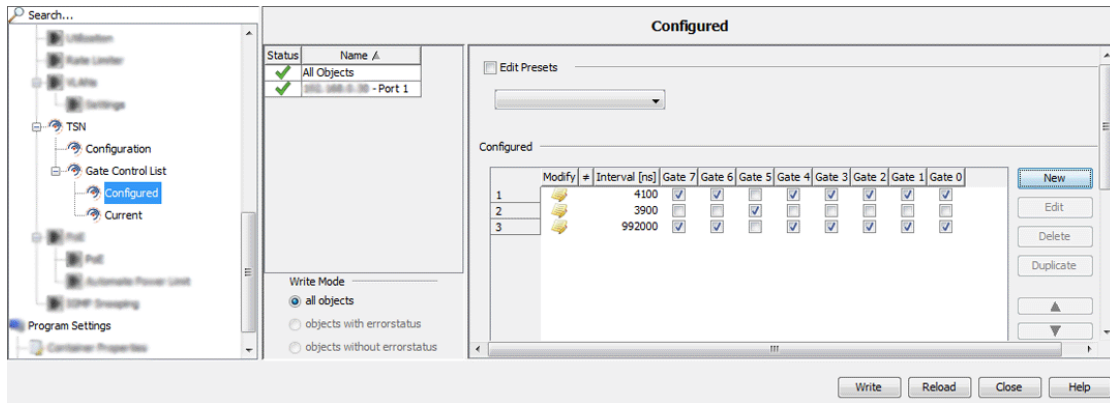 Search...
TSN
Configuration
Gate Control List
Configured
Current
Program Settings
Configured
Status Name
All Objects
- Port 1
Write Mode
all objects
objects with errorstatus
objects without errorstatus
Edit Presets
Configured
Modify ≠ Interval [ns] Gate 7 Gate 6 Gate 5 Gate 4 Gate 3 Gate 2 Gate 1 Gate 0
1 4100
2 3900
3 992000
New
Edit
Delete
Duplicate
Write Reload Close Help